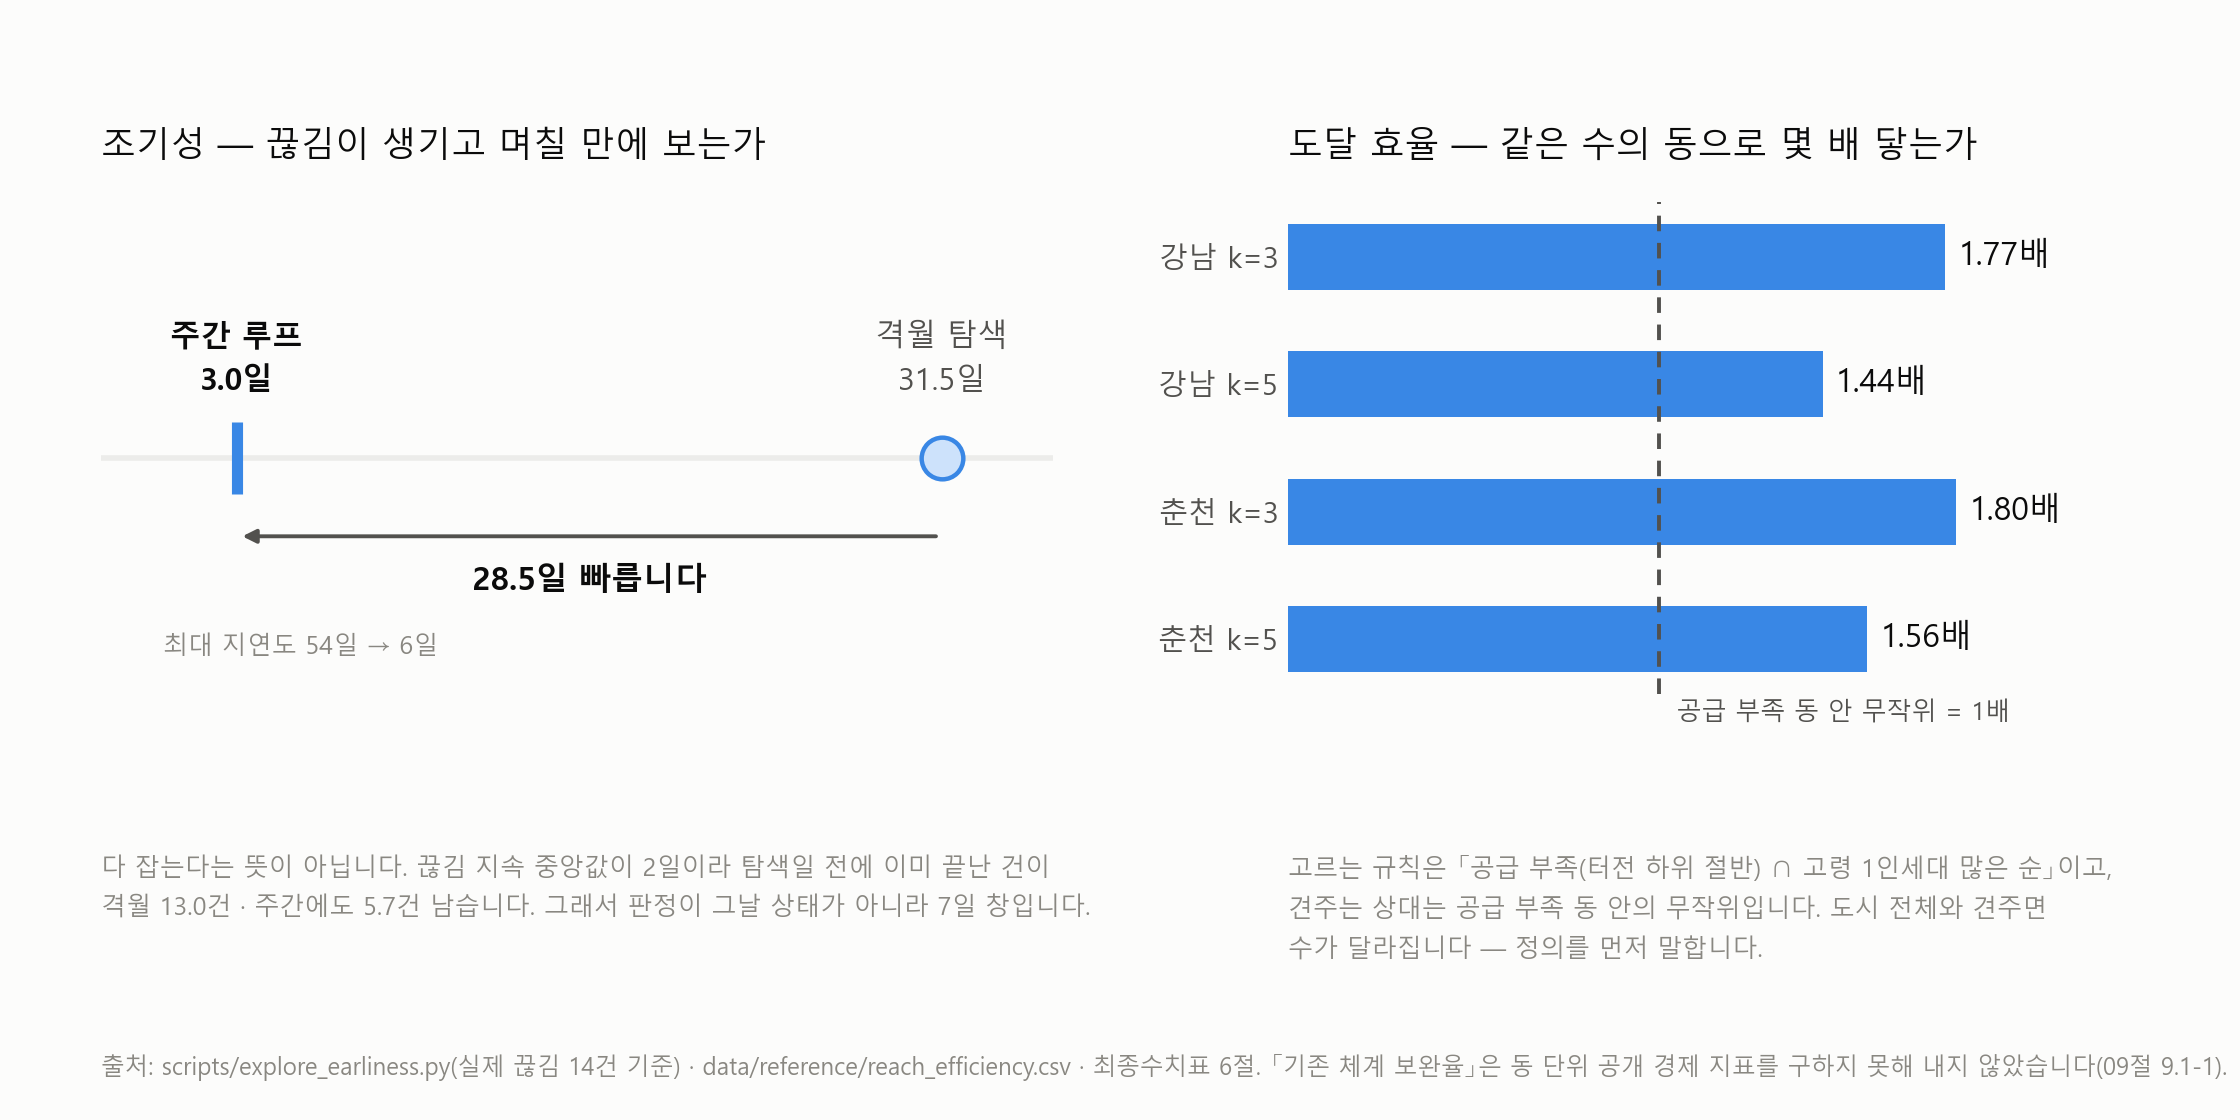 조기성 — 끊김이 생기고 며칠 만에 보는가
주간 루프
3.0일
격월 탐색
31.5일
28.5일 빠릅니다
최대 지연도 54일 → 6일
다 잡는다는 뜻이 아닙니다. 끊김 지속 중앙값이 2일이라 탐색일 전에 이미 끝난 건이
격월 13.0건 · 주간에도 5.7건 남습니다. 그래서 판정이 그날 상태가 아니라 7일 창입니다.
도달 효율 — 같은 수의 동으로 몇 배 닿는가
강남 k=3
1.77배
강남 k=5
1.44배
춘천 k=3
1.80배
춘천 k=5
1.56배
공급 부족 동 안 무작위 = 1배
고르는 규칙은 「공급 부족(터전 하위 절반) ∩ 고령 1인세대 많은 순」이고,
견주는 상대는 공급 부족 동 안의 무작위입니다. 도시 전체와 견주면
수가 달라집니다 — 정의를 먼저 말합니다.
출처: scripts/explore_earliness.py(실제 끊김 14건 기준) · data/reference/reach_efficiency.csv · 최종수치표 6절. 「기존 체계 보완율」은 동 단위 공개 경제 지표를 구하지 못해 내지 않았습니다(09절 9.1-1).